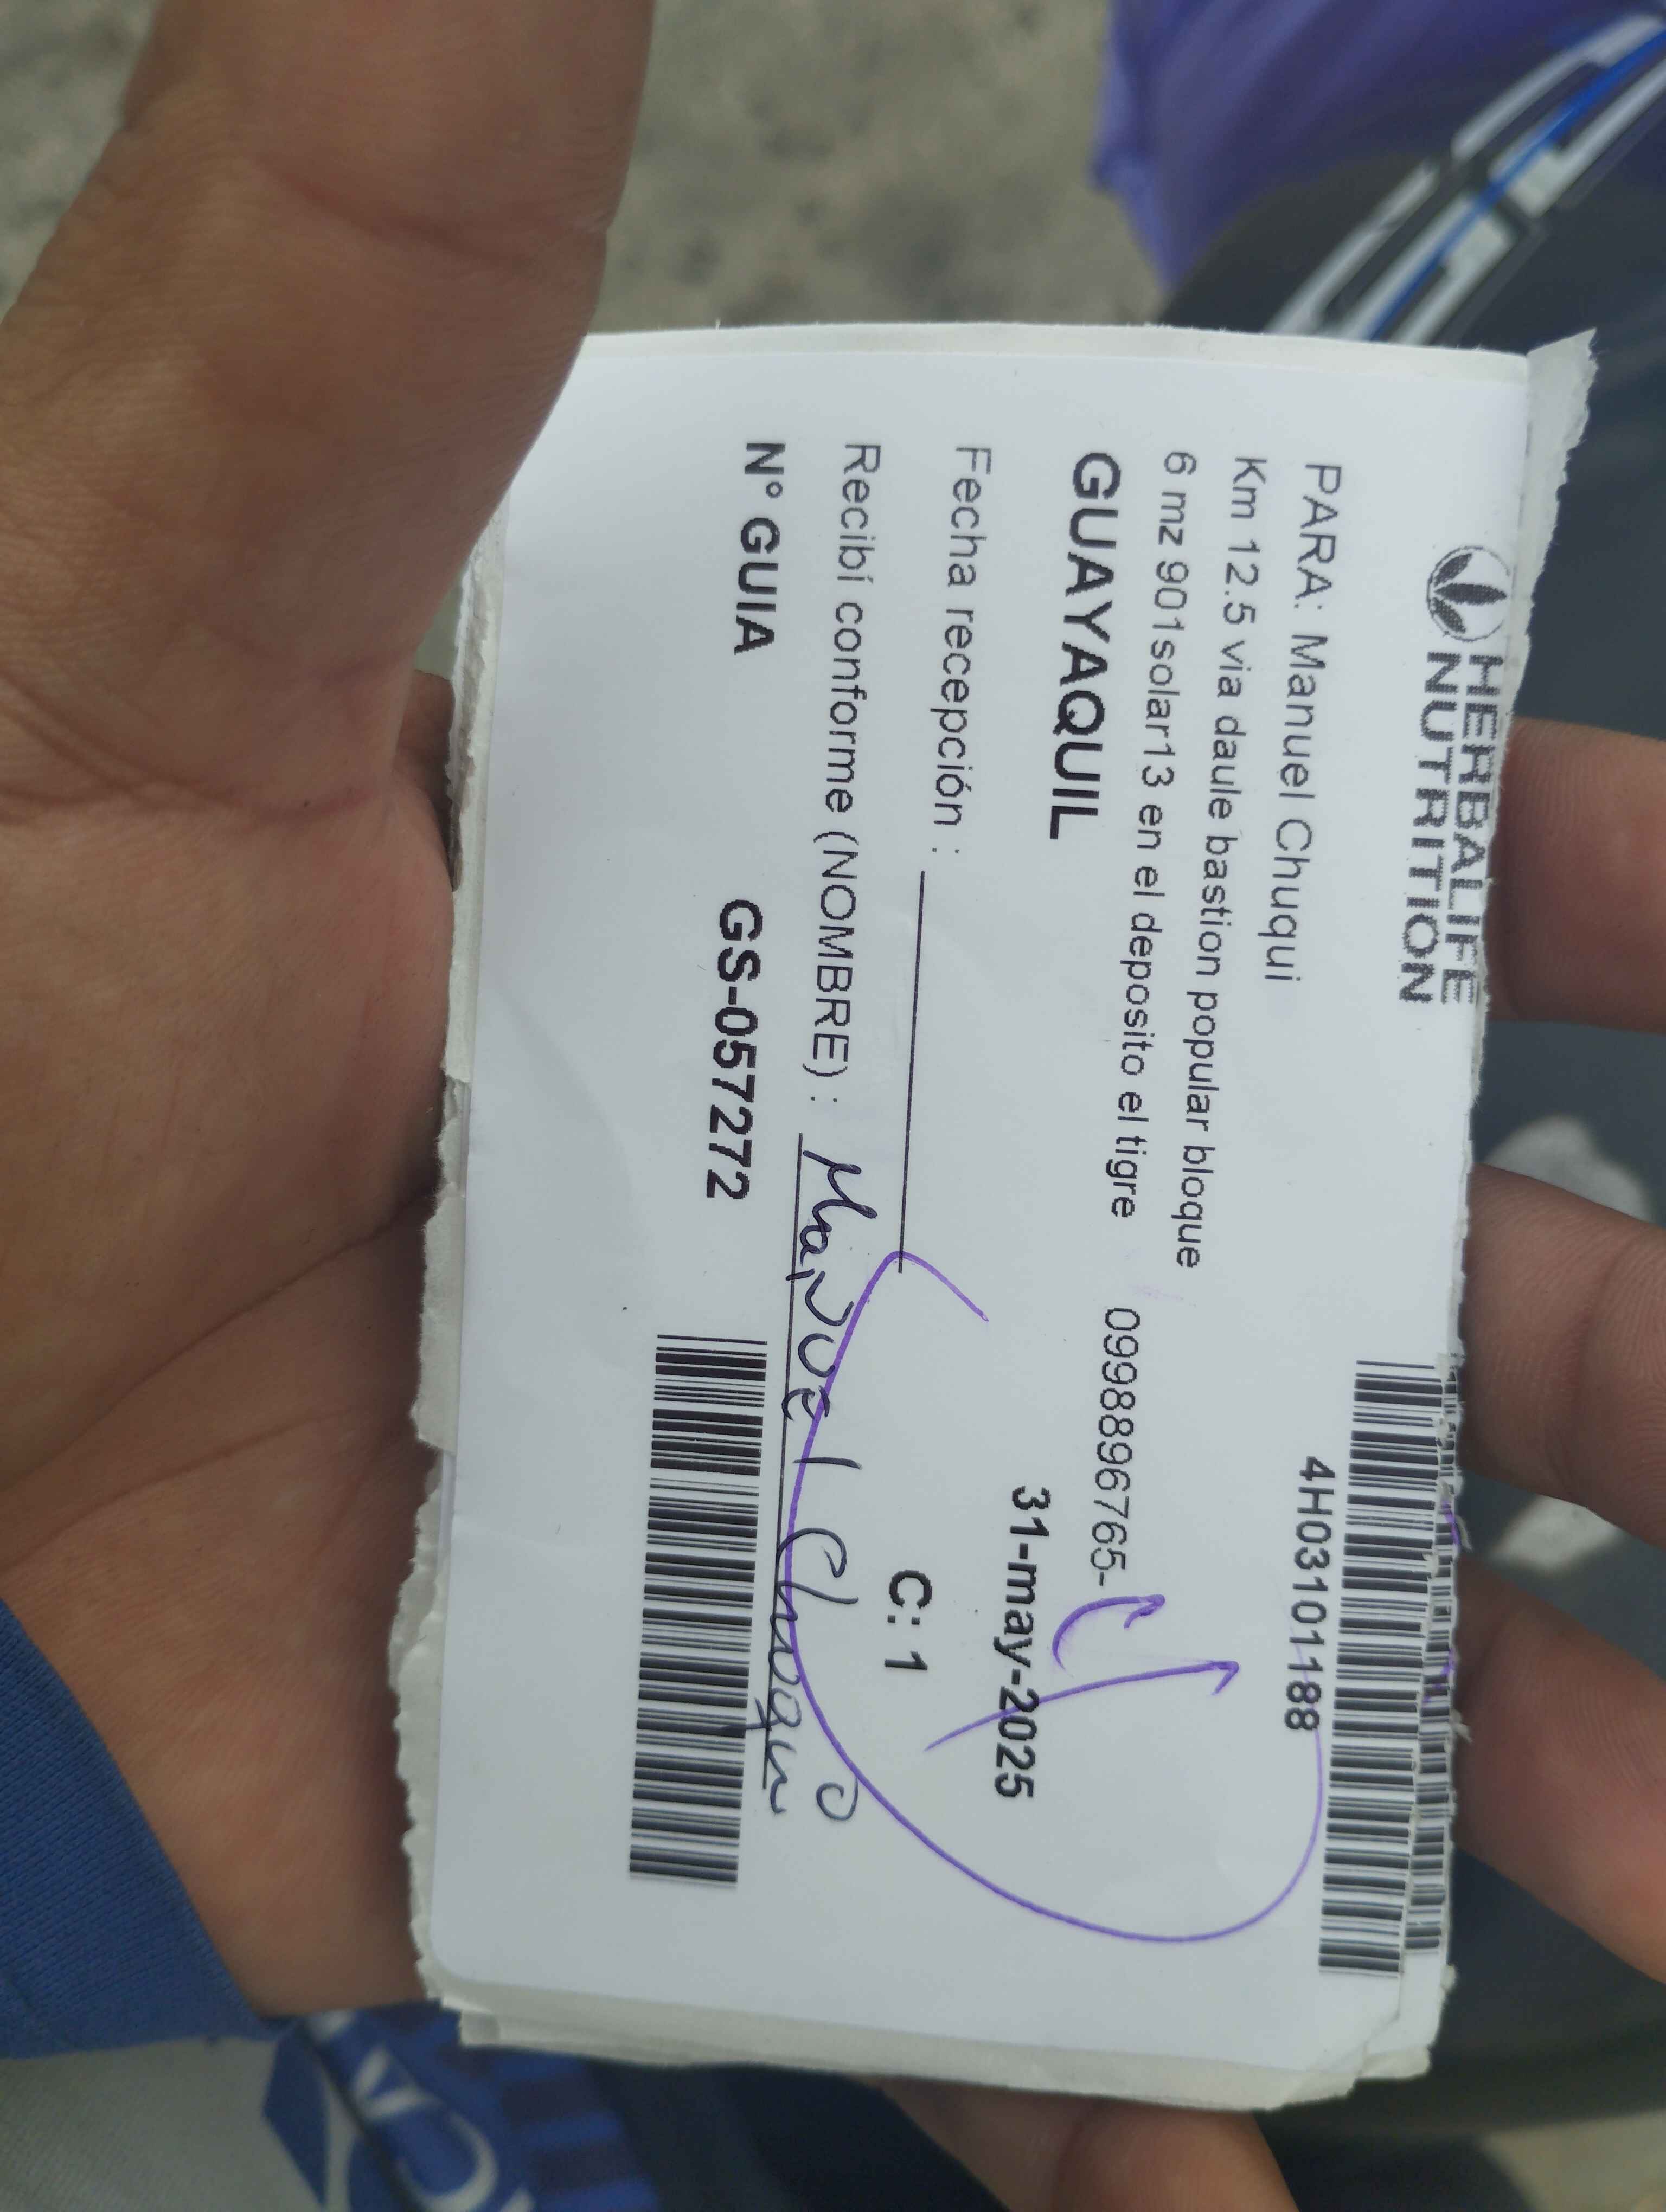 HERBALIFE
NUTRITION
4H03101188
PARA: Manuel Chuqui
Km 12.5 via daule bastion popular bloque
6 mz 901solar13 en el deposito el tigre 0998896765-
GUAYAQUIL
31-may-2025
Fecha recepción :
C: 1
Recibí conforme (NOMBRE) : Manuel Chuqui
N° GUIA GS-057272